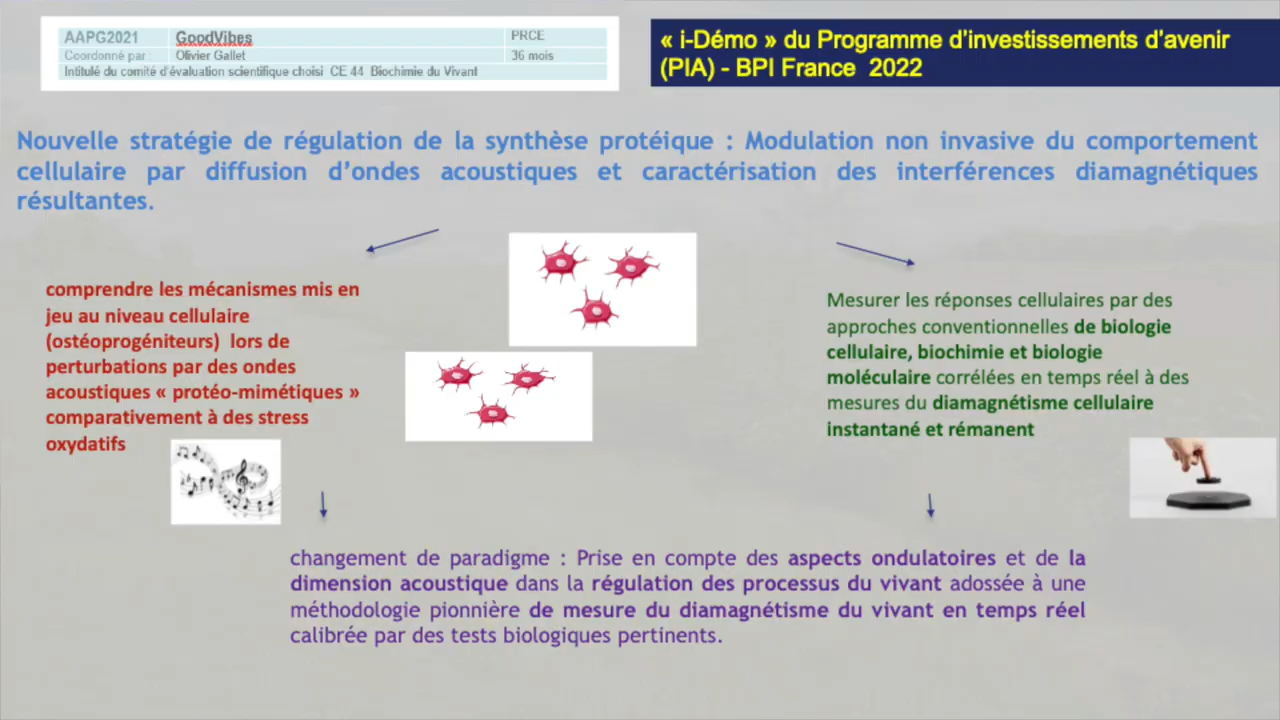 AAPG2021 GoodVibes PRCE
Coordonné par : Olivier Gallet 36 mois
Intitulé du comité d'évaluation scientifique choisi CE 44 Biochimie du Vivant
« i-Démo » du Programme d'investissements d'avenir
(PIA) - BPI France 2022
Nouvelle stratégie de régulation de la synthèse protéique : Modulation non invasive du comportement
cellulaire par diffusion d'ondes acoustiques et caractérisation des interférences diamagnétiques
résultantes.
comprendre les mécanismes mis en
jeu au niveau cellulaire
(ostéoprogéniteurs) lors de
perturbations par des ondes
acoustiques « protéo-mimétiques »
comparativement à des stress
oxydatifs
Mesurer les réponses cellulaires par des
approches conventionnelles de biologie
cellulaire, biochimie et biologie
moléculaire corrélées en temps réel à des
mesures du diamagnétisme cellulaire
instantané et rémanent
changement de paradigme : Prise en compte des aspects ondulatoires et de la
dimension acoustique dans la régulation des processus du vivant adossée à une
méthodologie pionnière de mesure du diamagnétisme du vivant en temps réel
calibrée par des tests biologiques pertinents.